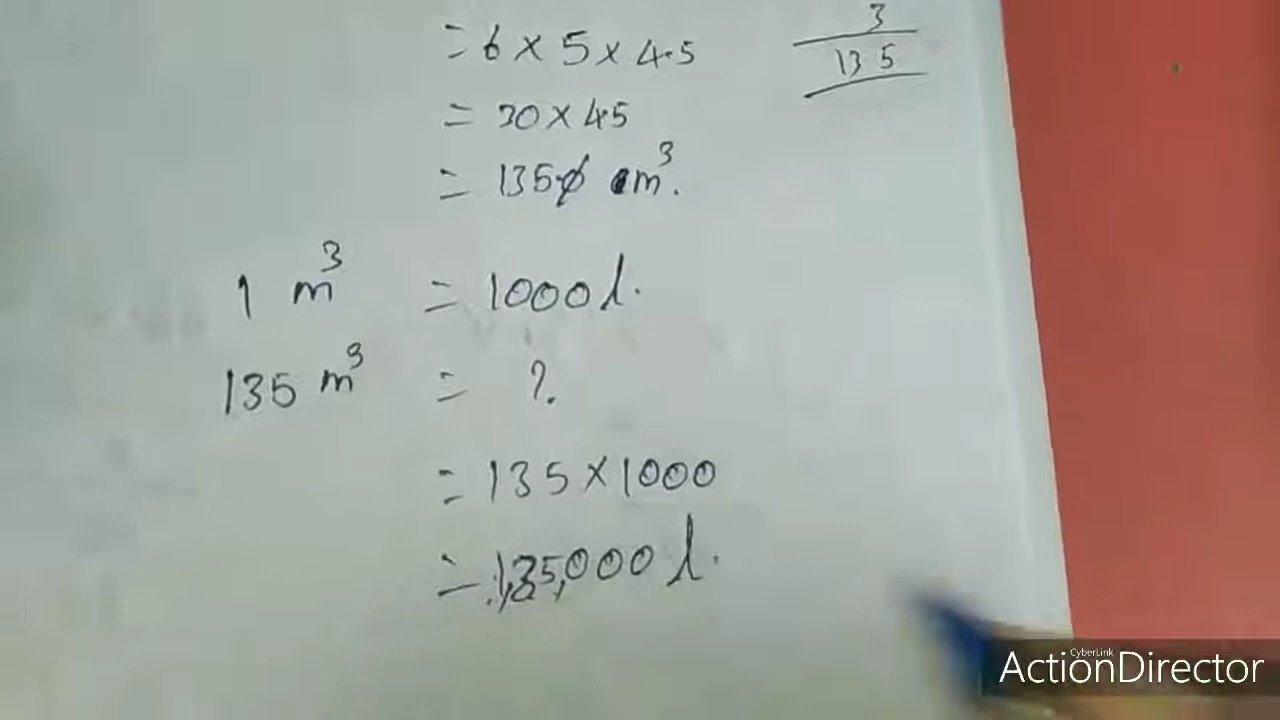 = 6 x 5 x 4.5
3
135
= 30 x 4.5
= 135 m³.
1 m³ = 1000 l.
135 m³ = ?.
= 135 x 1000
= 1,35,000 l.
CyberLink
ActionDirector